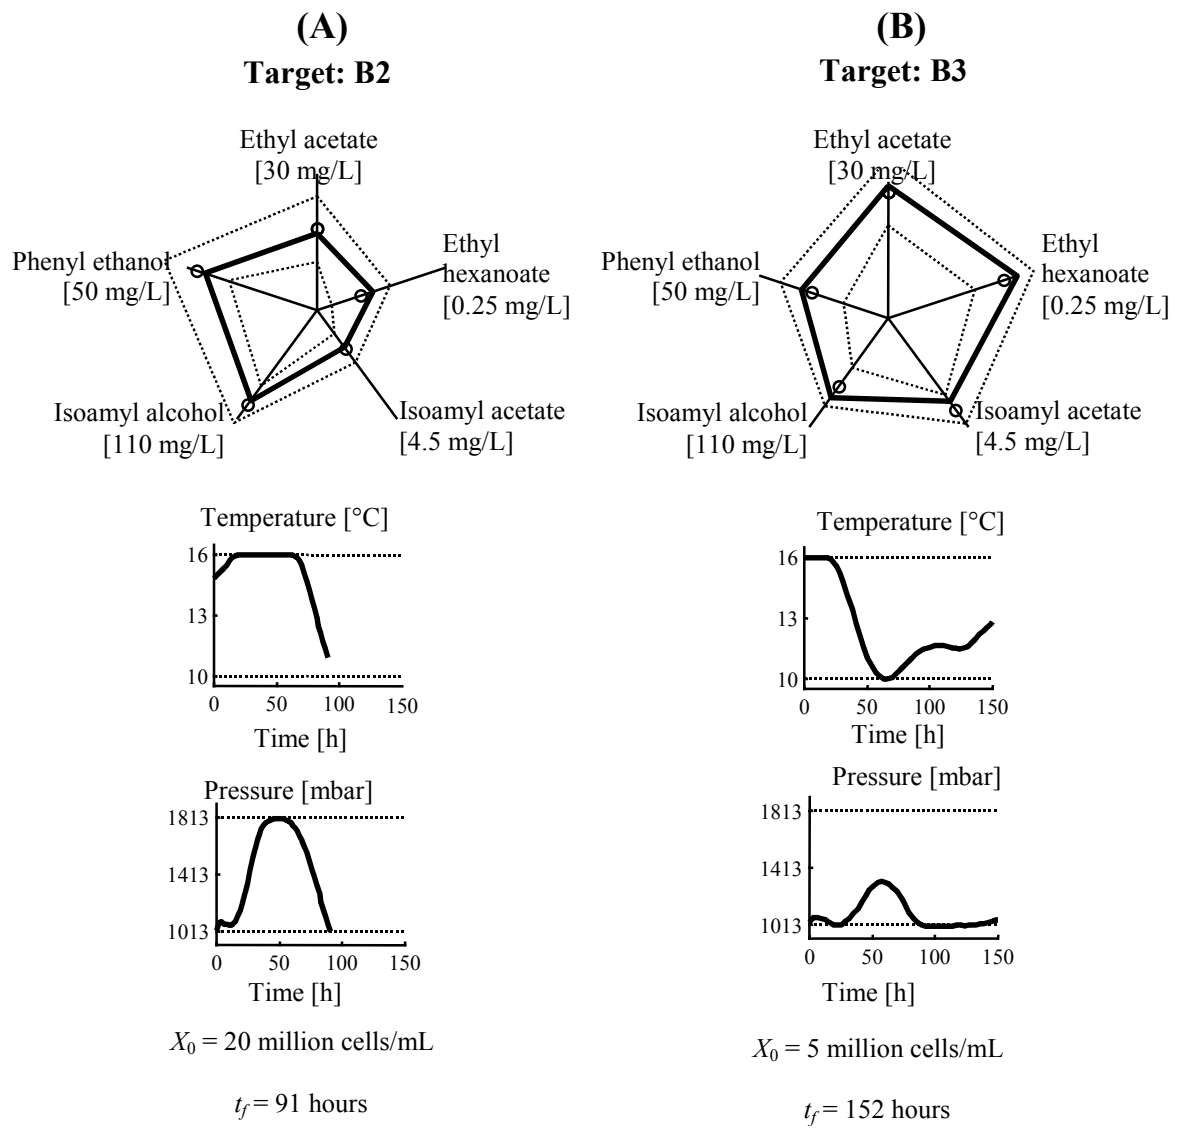 (A)
Target: B2
Ethyl acetate
[30 mg/L]
Phenyl ethanol
[50 mg/L]
Ethyl
hexanoate
[0.25 mg/L]
Isoamyl alcohol
[110 mg/L]
Isoamyl acetate
[4.5 mg/L]
Temperature [°C]
16
13
10
0 50 100 150
Time [h]
Pressure [mbar]
1813
1413
1013
0 50 100 150
Time [h]
X0 = 20 million cells/mL
tf = 91 hours
(B)
Target: B3
Ethyl acetate
[30 mg/L]
Phenyl ethanol
[50 mg/L]
Ethyl
hexanoate
[0.25 mg/L]
Isoamyl alcohol
[110 mg/L]
Isoamyl acetate
[4.5 mg/L]
Temperature [°C]
16
13
10
0 50 100 150
Time [h]
Pressure [mbar]
1813
1413
1013
0 50 100 150
Time [h]
X0 = 5 million cells/mL
tf = 152 hours